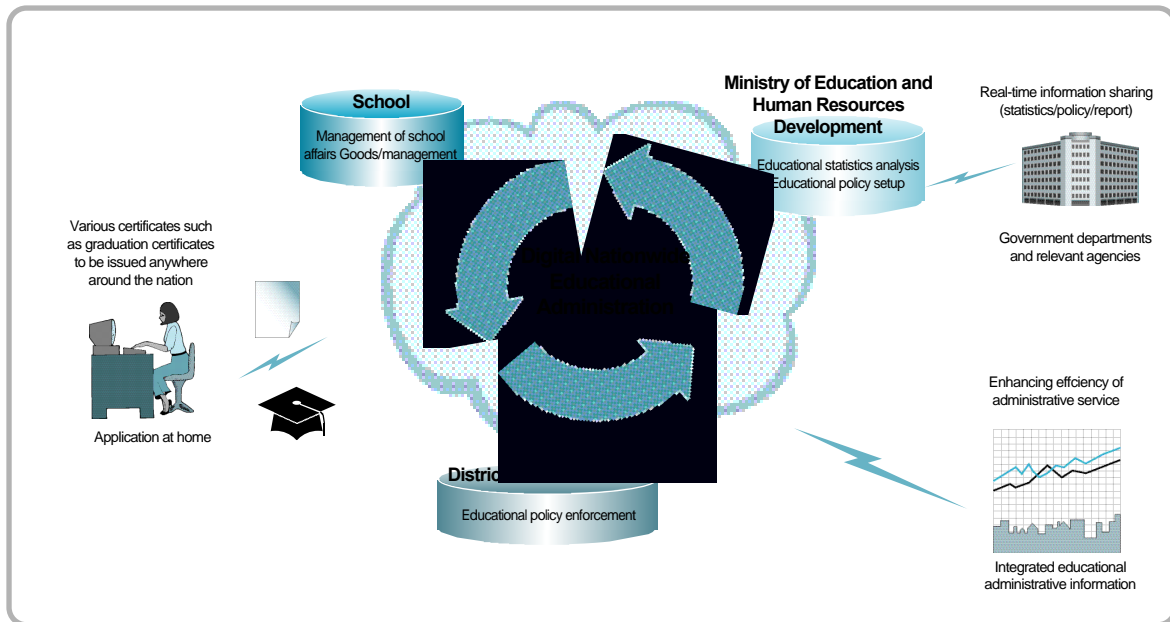 School
Management of school
affairs Goods/management
Ministry of Education and
Human Resources
Development
Educational statistics analysis
Educational policy setup
Real-time information sharing
(statistics/policy/report)
Government departments
and relevant agencies
Various certificates such
as graduation certificates
to be issued anywhere
around the nation
Application at home
Educational
Administration
Distric
Educational policy enforcement
Enhancing effciency of
administrative service
Integrated educational
administrative information